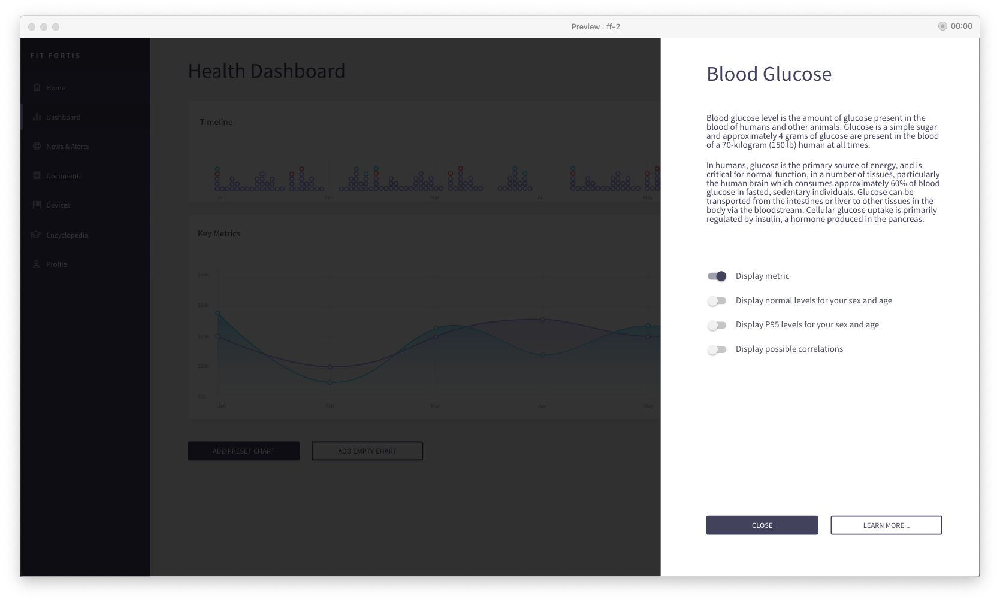 Preview : ff-2
00:00
FIT FORTIS
Home
Dashboard
News & Alerts
Documents
Devices
Encyclopedia
Profile
Health Dashboard
Timeline
Jan Feb Mar Apr May
Key Metrics
$25k
$20k
$15k
$10k
$5k
Jan Feb Mar Apr May
ADD PRESET CHART
ADD EMPTY CHART
Blood Glucose
Blood glucose level is the amount of glucose present in the
blood of humans and other animals. Glucose is a simple sugar
and approximately 4 grams of glucose are present in the blood
of a 70-kilogram (150 lb) human at all times.
In humans, glucose is the primary source of energy, and is
critical for normal function, in a number of tissues, particularly
the human brain which consumes approximately 60% of blood
glucose in fasted, sedentary individuals. Glucose can be
transported from the intestines or liver to other tissues in the
body via the bloodstream. Cellular glucose uptake is primarily
regulated by insulin, a hormone produced in the pancreas.
Display metric
Display normal levels for your sex and age
Display P95 levels for your sex and age
Display possible correlations
CLOSE
LEARN MORE...